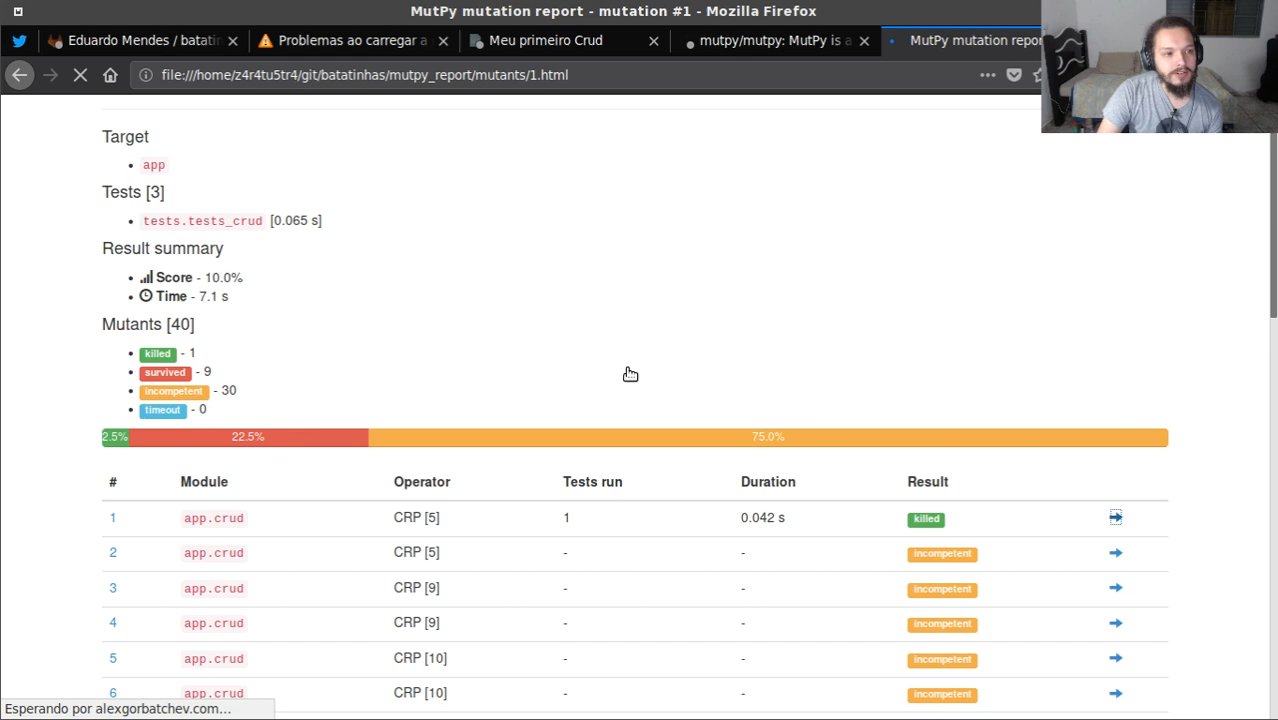 MutPy mutation report - mutation #1 - Mozilla Firefox
Eduardo Mendes / Batatin
Problemas ao carregar a
Meu primeiro Crud
mutpy/mutpy: MutPy is a
MutPy mutation repor
file:///home/z4r4tu5tr4/git/batatinhas/mutpy_report/mutants/1.html
Target
app
Tests [3]
tests.tests_crud [0.065 s]
Result summary
Score - 10.0%
Time - 7.1 s
Mutants [40]
killed - 1
survived - 9
incompetent - 30
timeout - 0
2.5% 22.5% 75.0%
# Module Operator Tests run Duration Result
1 app.crud CRP [5] 1 0.042 s killed
2 app.crud CRP [5] - - incompetent
3 app.crud CRP [9] - - incompetent
4 app.crud CRP [9] - - incompetent
5 app.crud CRP [10] - - incompetent
6 app.crud CRP [10] - - incompetent
Esperando por alexgorbatchev.com...